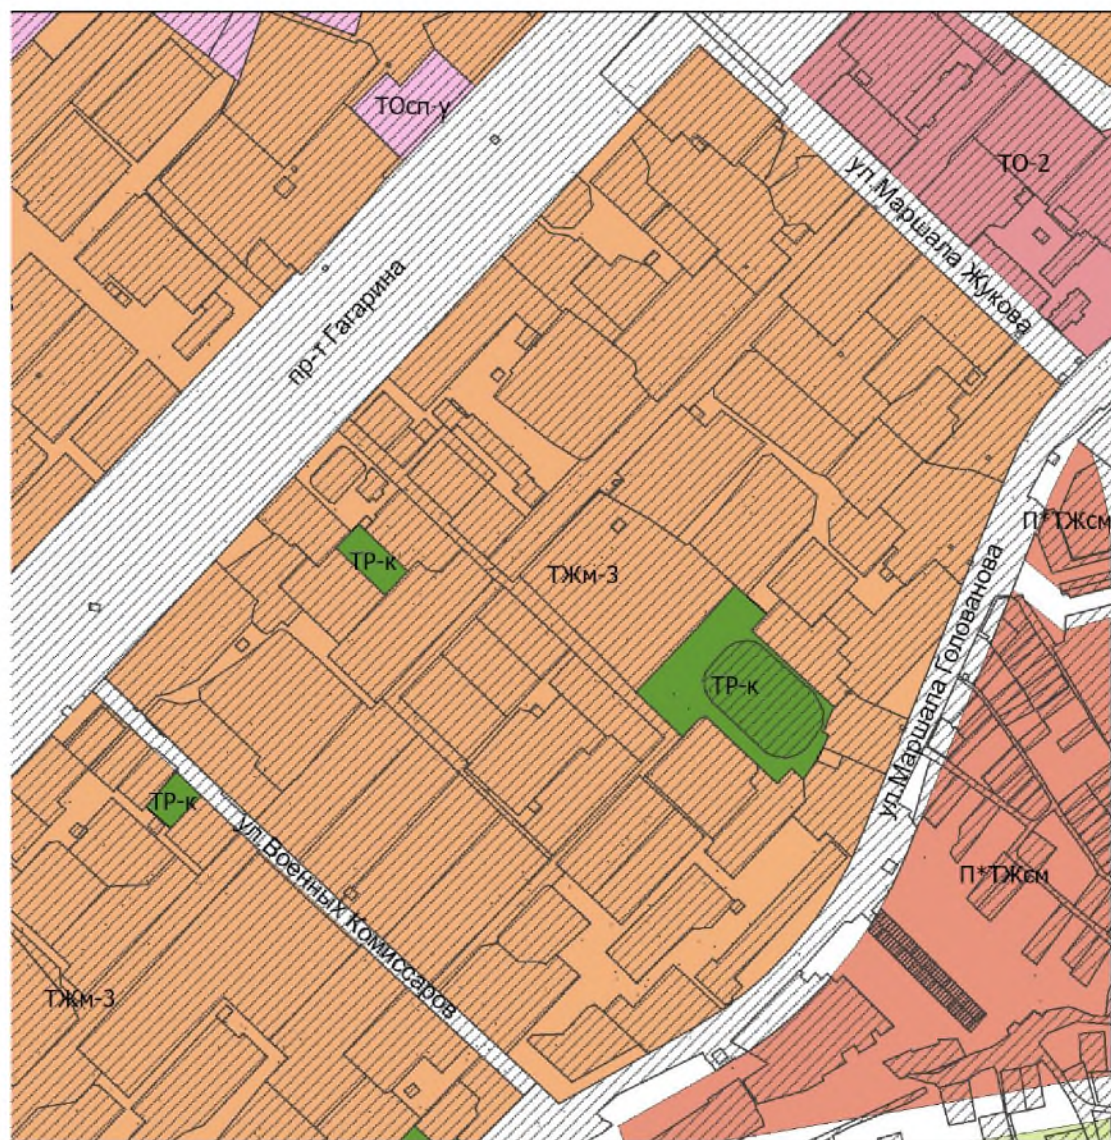 ТОсп-у
ТО-2
ул.Маршала Жукова
пр-т Гагарина
П*ТЖсм
ТР-к
ТЖм-3
ул.Маршала Голованова
ТР-к
ТР-к
ул.Военных Комиссаров
П*ТЖсм
ТЖм-3